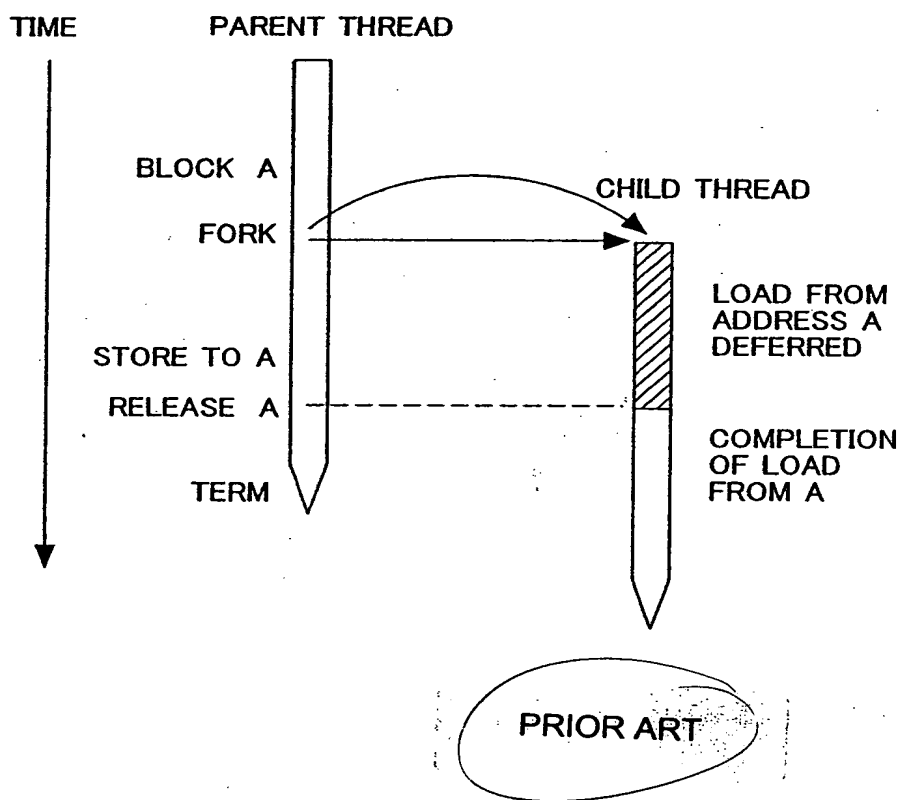 TIME
PARENT THREAD
BLOCK A
CHILD THREAD
FORK
LOAD FROM
ADDRESS A
DEFERRED
STORE TO A
RELEASE A
COMPLETION
OF LOAD
FROM A
TERM
PRIOR ART